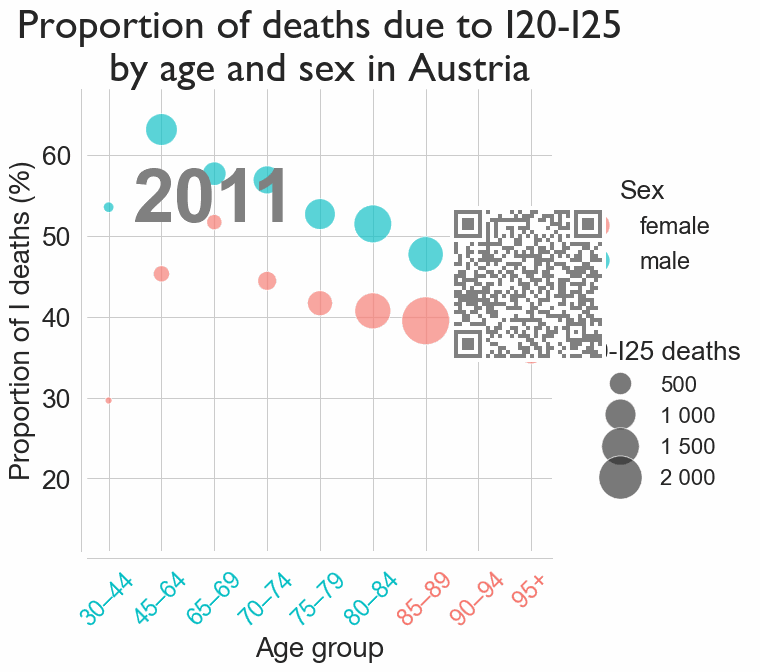 Proportion of deaths due to I20-I25
by age and sex in Austria
Proportion of I deaths (%)
60
50
40
30
20
2011
30–44
45–64
65–69
70–74
75–79
80–84
85–89
90–94
95+
Age group
Sex
female
male
-I25 deaths
500
1 000
1 500
2 000